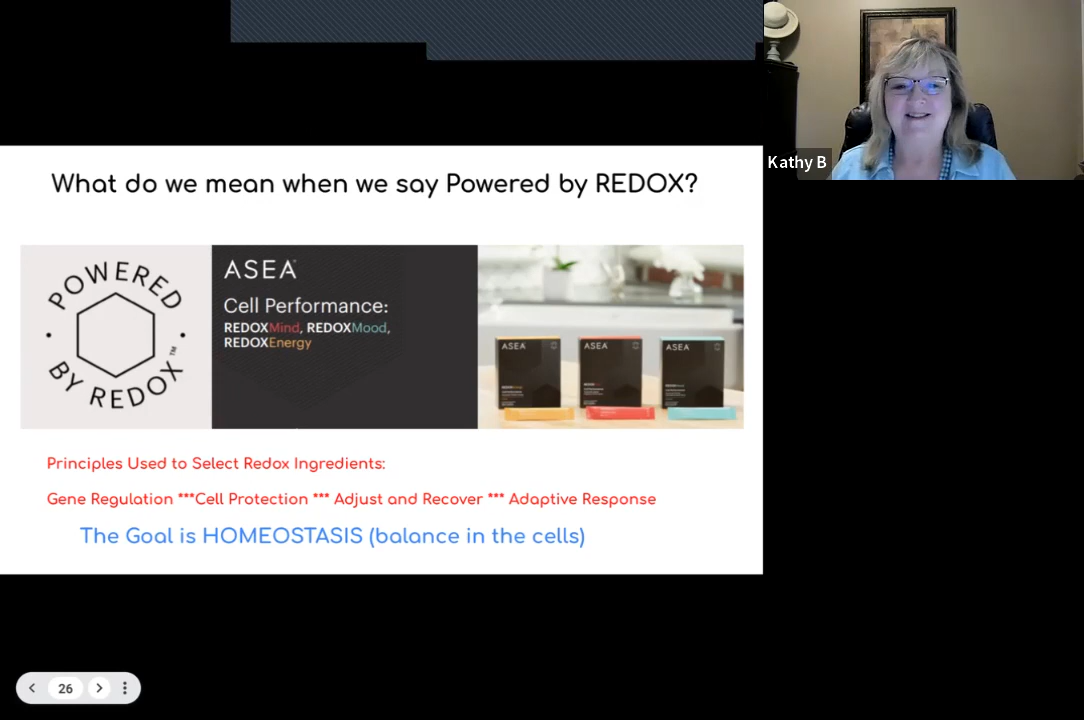 Kathy B
What do we mean when we say Powered by REDOX?
POWERED
BY REDOX™
ASEA
Cell Performance:
REDOXMind, REDOXMood,
REDOXEnergy
ASEA
ASEA
ASEA
Principles Used to Select Redox Ingredients:
Gene Regulation ***Cell Protection *** Adjust and Recover *** Adaptive Response
The Goal is HOMEOSTASIS (balance in the cells)
26